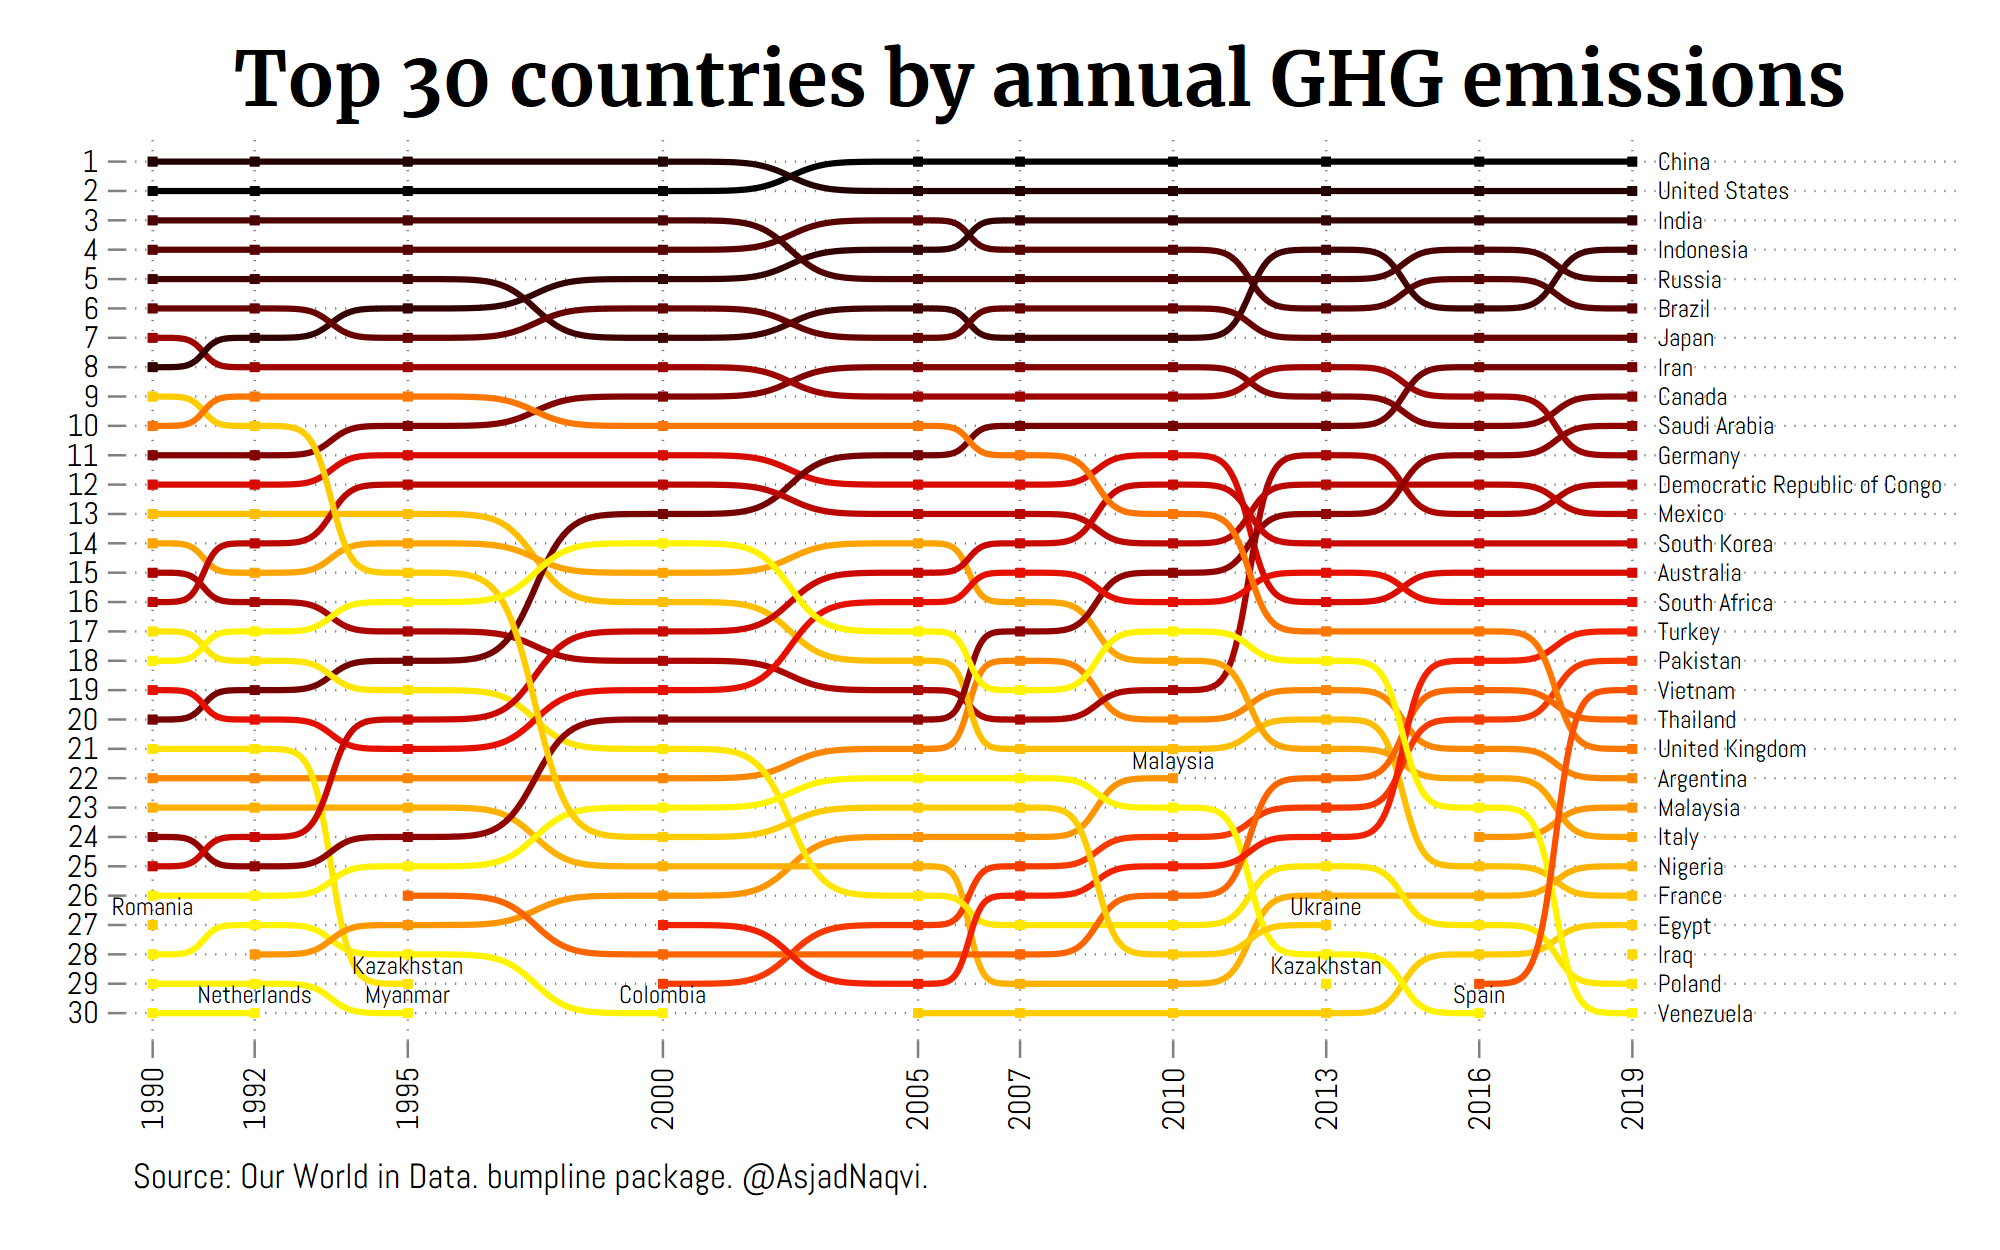 Top 30 countries by annual GHG emissions
1
2
3
4
5
6
7
8
9
10
11
12
13
14
15
16
17
18
19
20
21
22
23
24
25
26
27
28
29
30
China
United States
India
Indonesia
Russia
Brazil
Japan
Iran
Canada
Saudi Arabia
Germany
Democratic Republic of Congo
Mexico
South Korea
Australia
South Africa
Turkey
Pakistan
Vietnam
Thailand
United Kingdom
Argentina
Malaysia
Italy
Nigeria
France
Egypt
Iraq
Poland
Venezuela
Malaysia
Romania
Ukraine
Kazakhstan
Kazakhstan
Netherlands
Myanmar
Colombia
Spain
1990
1992
1995
2000
2005
2007
2010
2013
2016
2019
Source: Our World in Data. bumpline package. @AsjadNaqvi.